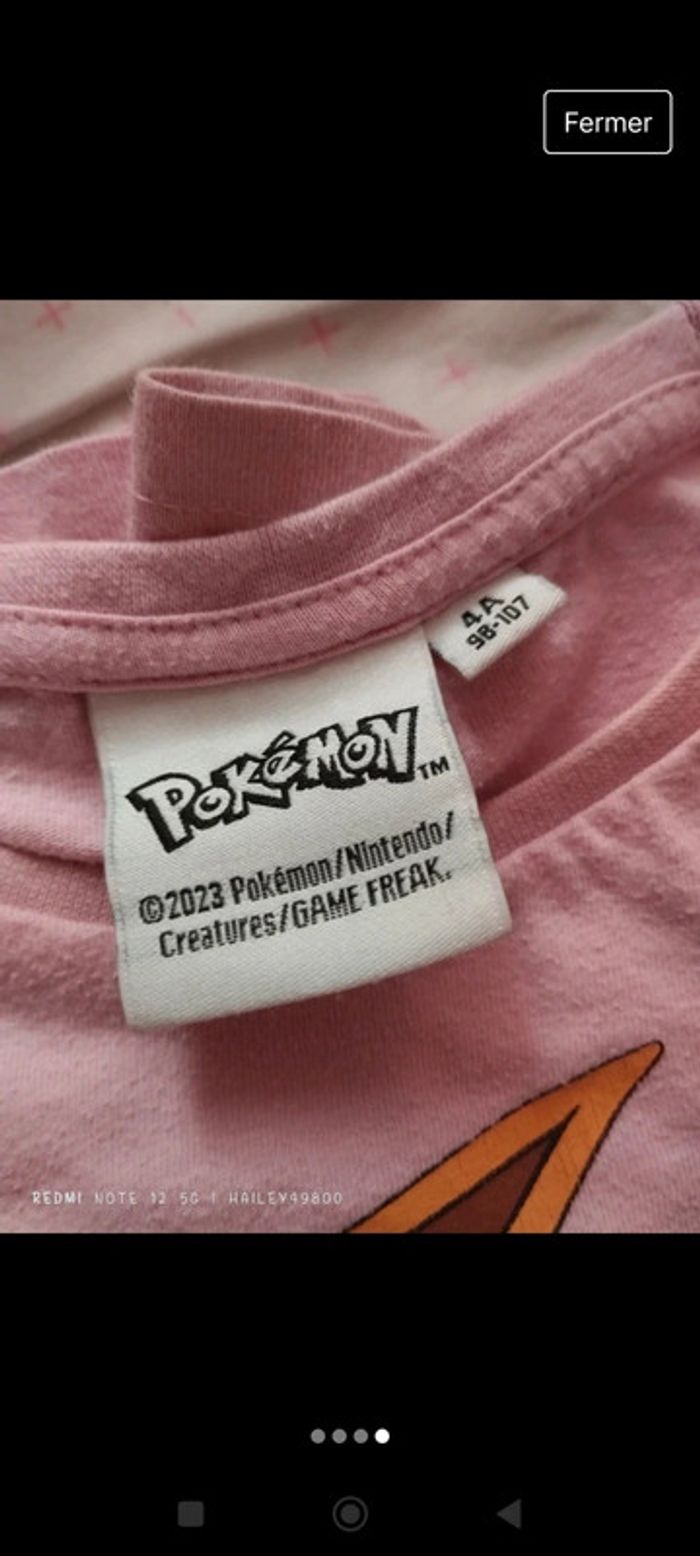 Fermer
4A
98-107
POKéMON™
©2023 Pokémon/Nintendo/
Creatures/GAME FREAK.
REDMI NOTE 12 5G | HAILEY49800